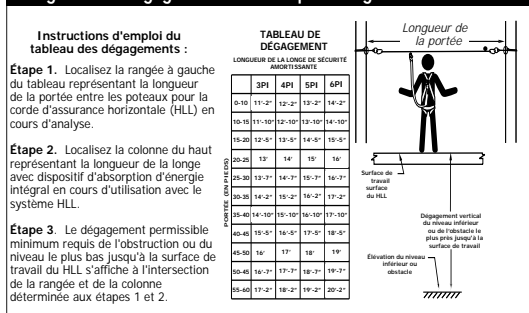 Instructions d'emploi du
tableau des dégagements :
Étape 1. Localisez la rangée à gauche
du tableau représentant la longueur
de la portée entre les poteaux pour la
corde d'assurance horizontale (HLL) en
cours d'analyse.
Étape 2. Localisez la colonne du haut
représentant la longueur de la longe
avec dispositif d'absorption d'énergie
intégral en cours d'utilisation avec le
système HLL.
Étape 3. Le dégagement permissible
minimum requis de l'obstruction ou du
niveau le plus bas jusqu'à la surface de
travail du HLL s'affiche à l'intersection
de la rangée et de la colonne
déterminée aux étapes 1 et 2.
TABLEAU DE
DÉGAGEMENT
LONGUEUR DE LA LONGE DE SÉCURITÉ
AMORTISSANTE
3PI 4PI 5PI 6PI
0-10 11'-2" 12'-2" 13'-2" 14'-2"
10-15 11'-10" 12'-10" 13'-10" 14'-10"
15-20 12'-5" 13'-5" 14'-5" 15'-5"
20-25 13' 14' 15' 16'
25-30 13'-7" 14'-7" 15'-7" 16'-7"
30-35 14'-2" 15'-2" 16'-2" 17'-2"
35-40 14'-10" 15'-10" 16'-10" 17'-10"
40-45 15'-5" 16'-5" 17'-5" 18'-5"
45-50 16' 17' 18' 19'
50-45 16'-7" 17'-7" 18'-7" 19'-7"
55-60 17'-2" 18'-2" 19'-2" 20'-2"
PORTÉE (EN PIEDS)
Longueur de
la portée
Surface de
travail
surface
du HLL
Dégagement vertical
du niveau inférieur
ou de l'obstacle le
plus près jusqu'à la
surface de travail
Élévation du niveau
inférieur ou
obstacle